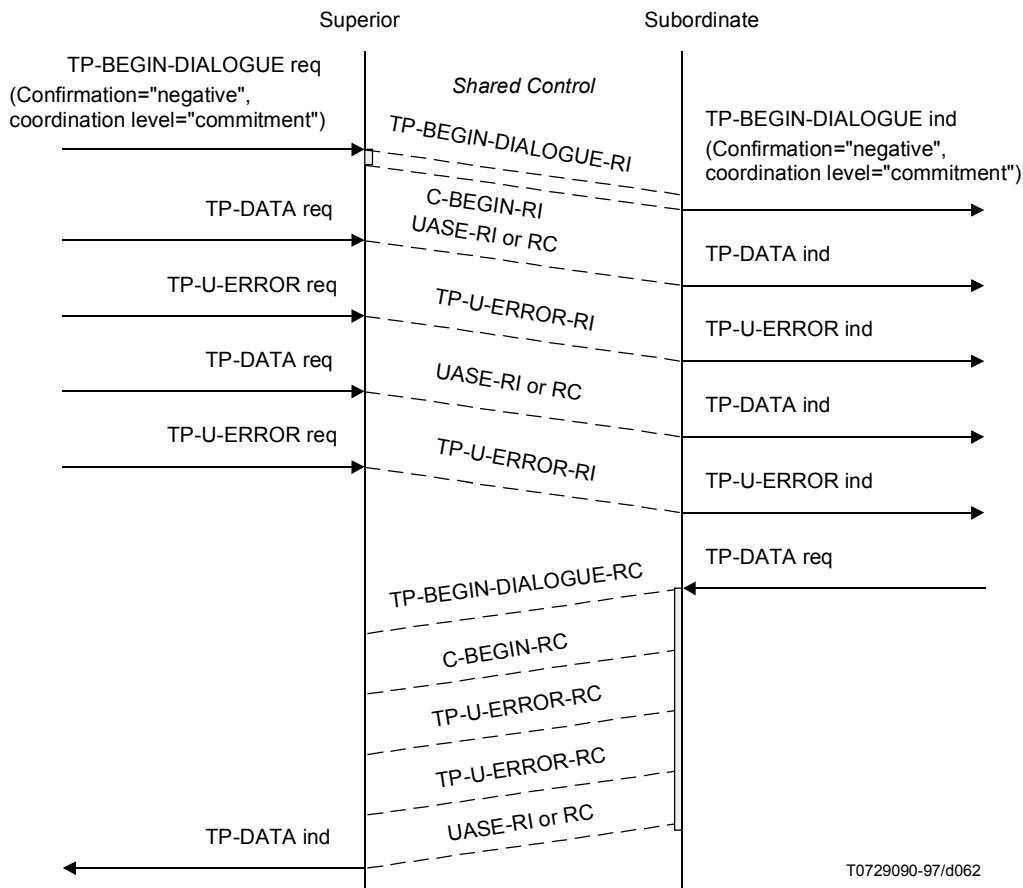 Superior
Subordinate
TP-BEGIN-DIALOGUE req
(Confirmation="negative",
coordination level="commitment")
Shared Control
TP-BEGIN-DIALOGUE-RI
TP-BEGIN-DIALOGUE ind
(Confirmation="negative",
coordination level="commitment")
C-BEGIN-RI
TP-DATA req
UASE-RI or RC
TP-DATA ind
TP-U-ERROR req
TP-U-ERROR-RI
TP-U-ERROR ind
TP-DATA req
UASE-RI or RC
TP-DATA ind
TP-U-ERROR req
TP-U-ERROR-RI
TP-U-ERROR ind
TP-DATA req
TP-BEGIN-DIALOGUE-RC
C-BEGIN-RC
TP-U-ERROR-RC
TP-U-ERROR-RC
UASE-RI or RC
TP-DATA ind
T0729090-97/d062